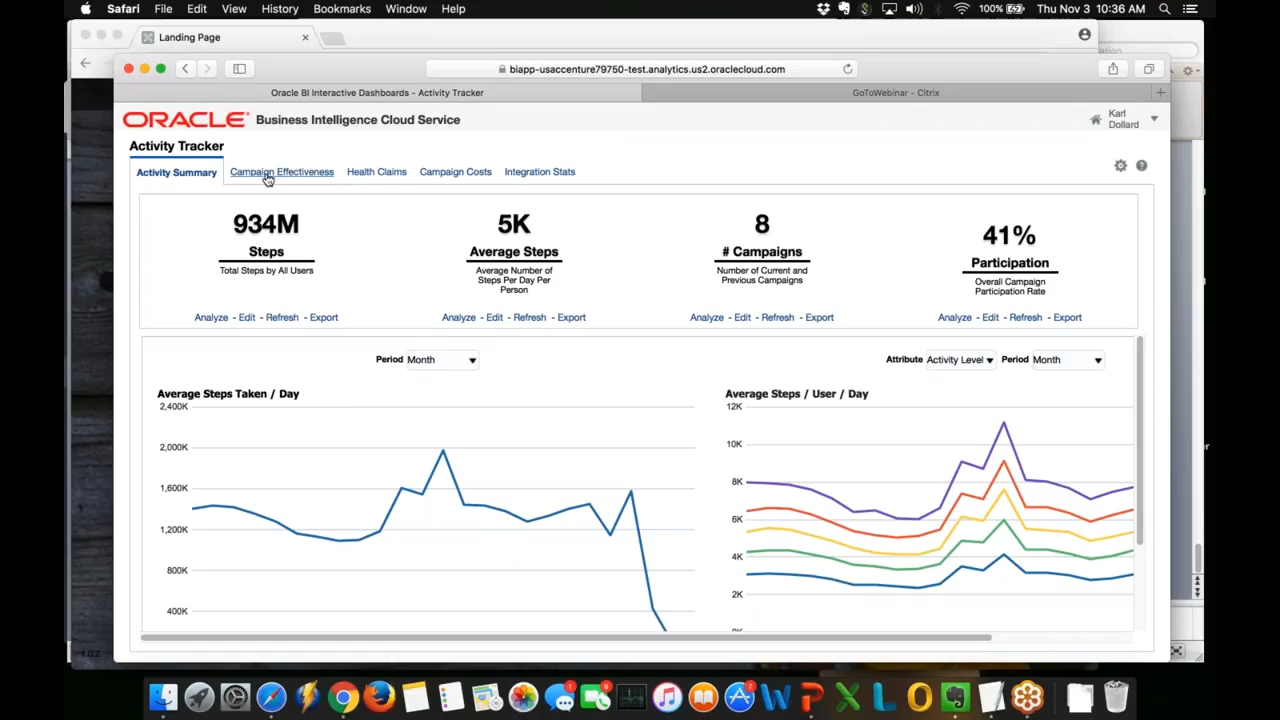 Safari File Edit View History Bookmarks Window Help 100% Thu Nov 3 10:36 AM
Landing Page
biapp-usaccenture79750-test.analytics.us2.oraclecloud.com
Oracle BI Interactive Dashboards - Activity Tracker GoToWebinar - Citrix
ORACLE Business Intelligence Cloud Service Karl Dollard
Activity Tracker
Activity Summary Campaign Effectiveness Health Claims Campaign Costs Integration Stats
934M
Steps
Total Steps by All Users
Analyze - Edit - Refresh - Export
5K
Average Steps
Average Number of
Steps Per Day Per
Person
Analyze - Edit - Refresh - Export
8
# Campaigns
Number of Current and
Previous Campaigns
Analyze - Edit - Refresh - Export
41%
Participation
Overall Campaign
Participation Rate
Analyze - Edit - Refresh - Export
Period Month
Average Steps Taken / Day
2,400K
2,000K
1,600K
1,200K
800K
400K
Attribute Activity Level Period Month
Average Steps / User / Day
12K
10K
8K
6K
4K
2K
1.0.2